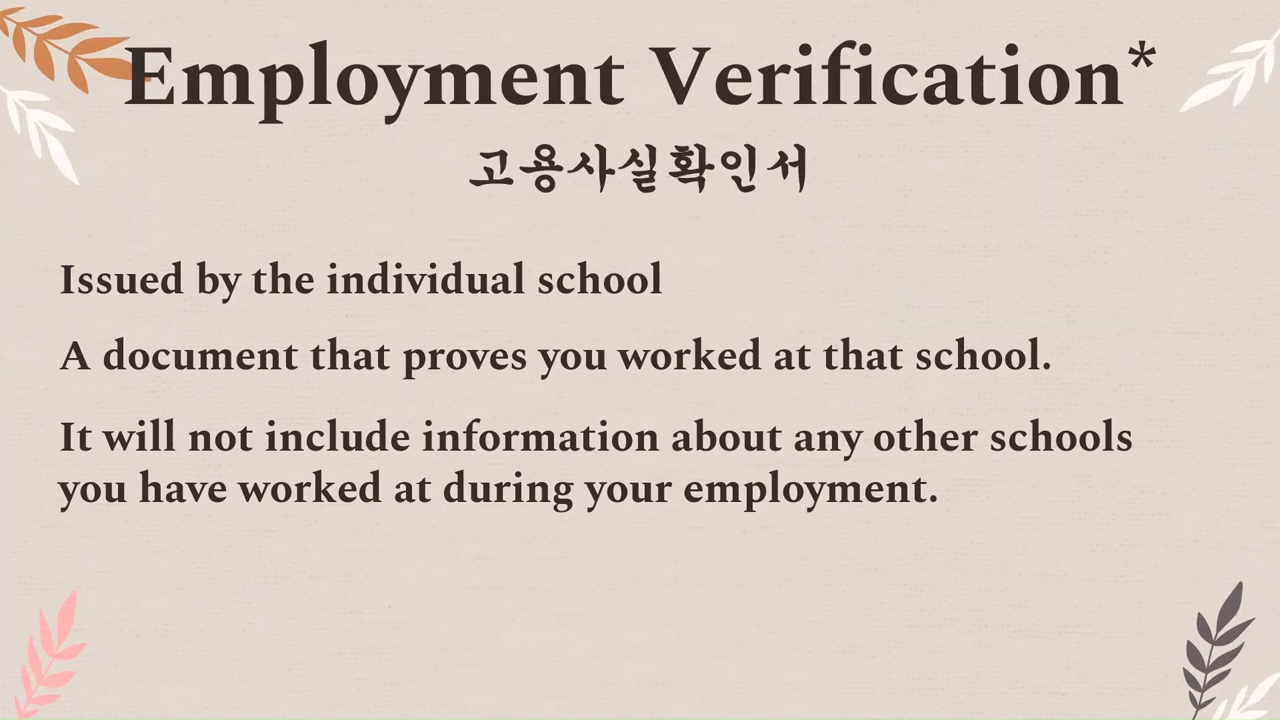 Employment Verification*
고용사실확인서
Issued by the individual school
A document that proves you worked at that school.
It will not include information about any other schools
you have worked at during your employment.